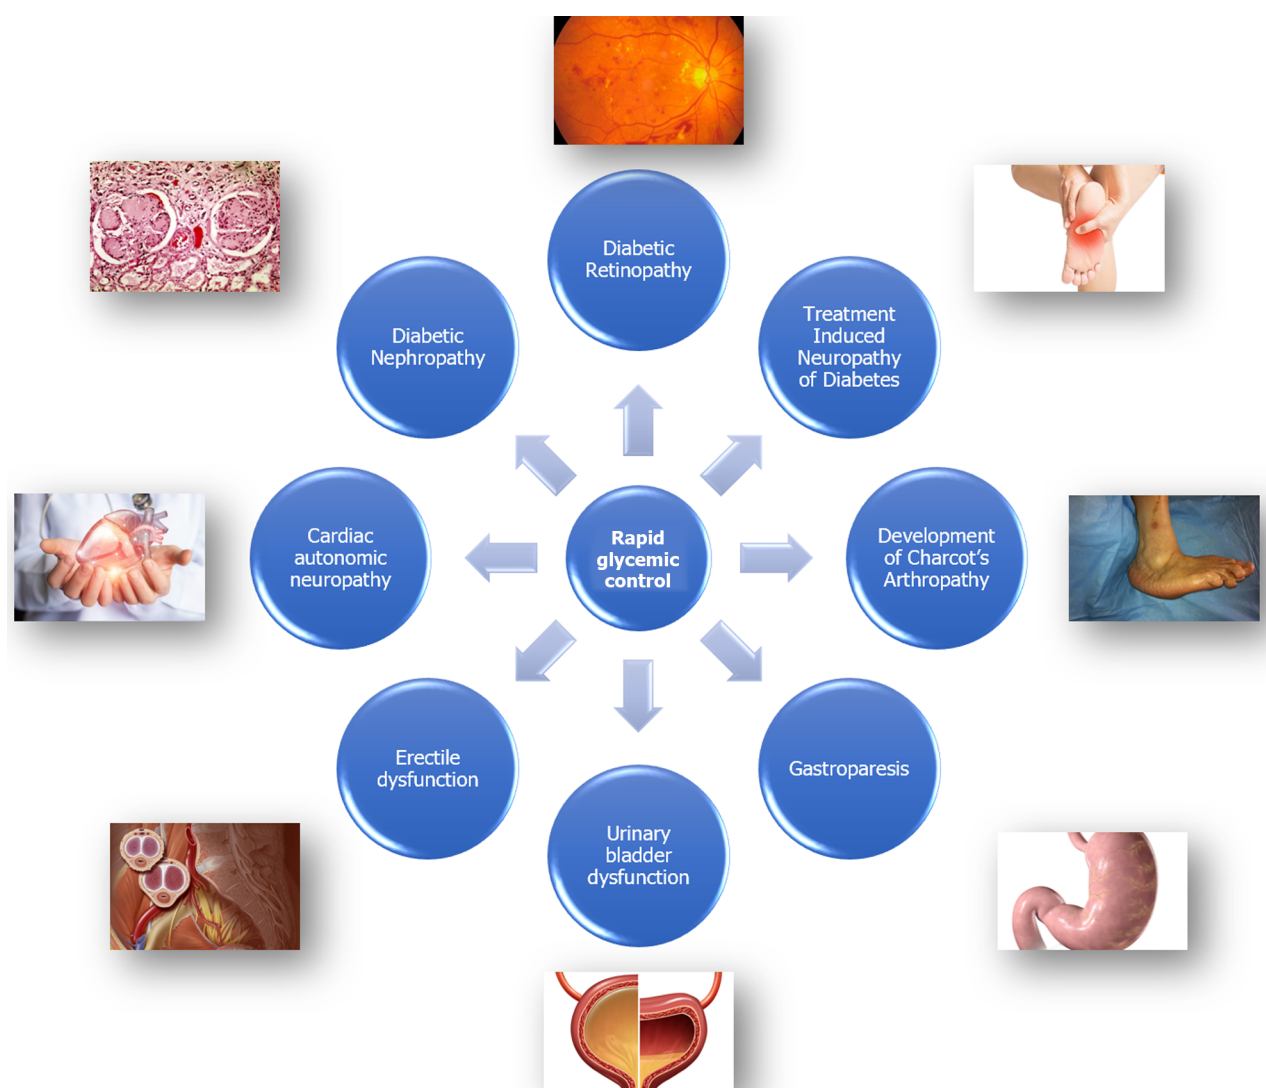 Diabetic
Retinopathy
Treatment
Induced
Neuropathy
of Diabetes
Diabetic
Nephropathy
Cardiac
autonomic
neuropathy
Rapid
glycemic
control
Development
of Charcot’s
Arthropathy
Erectile
dysfunction
Gastroparesis
Urinary
bladder
dysfunction